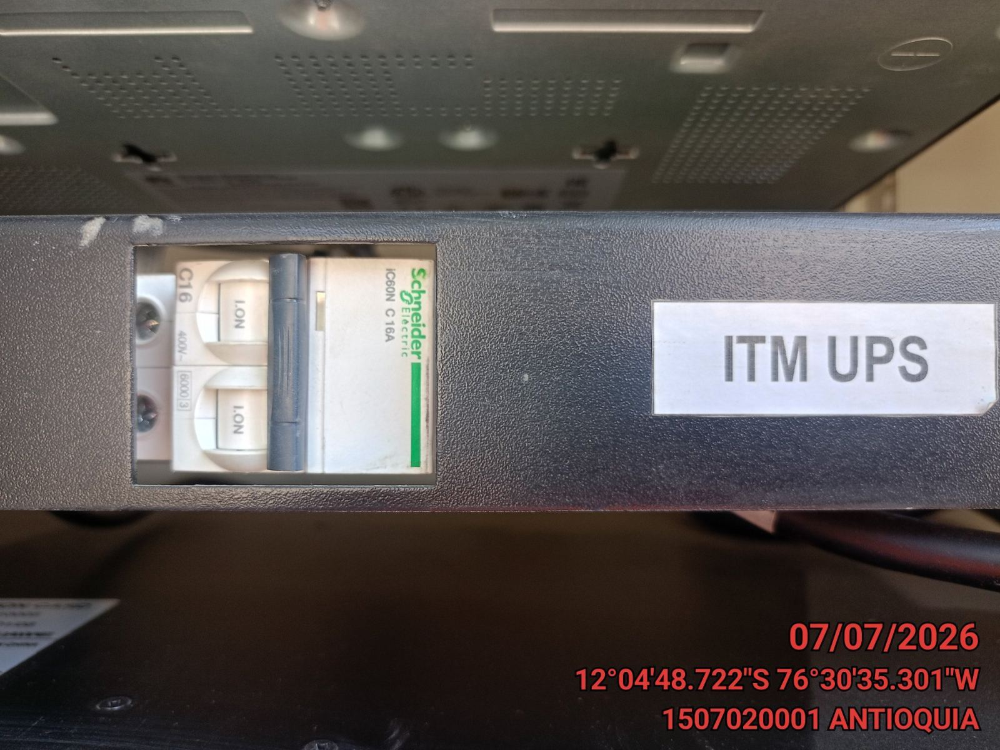 Schneider
Electric
iC60N C 16A
I.ON
I.ON
C16
400V~
6000 3
ITM UPS
07/07/2026
12°04'48.722"S 76°30'35.301"W
1507020001 ANTIOQUIA